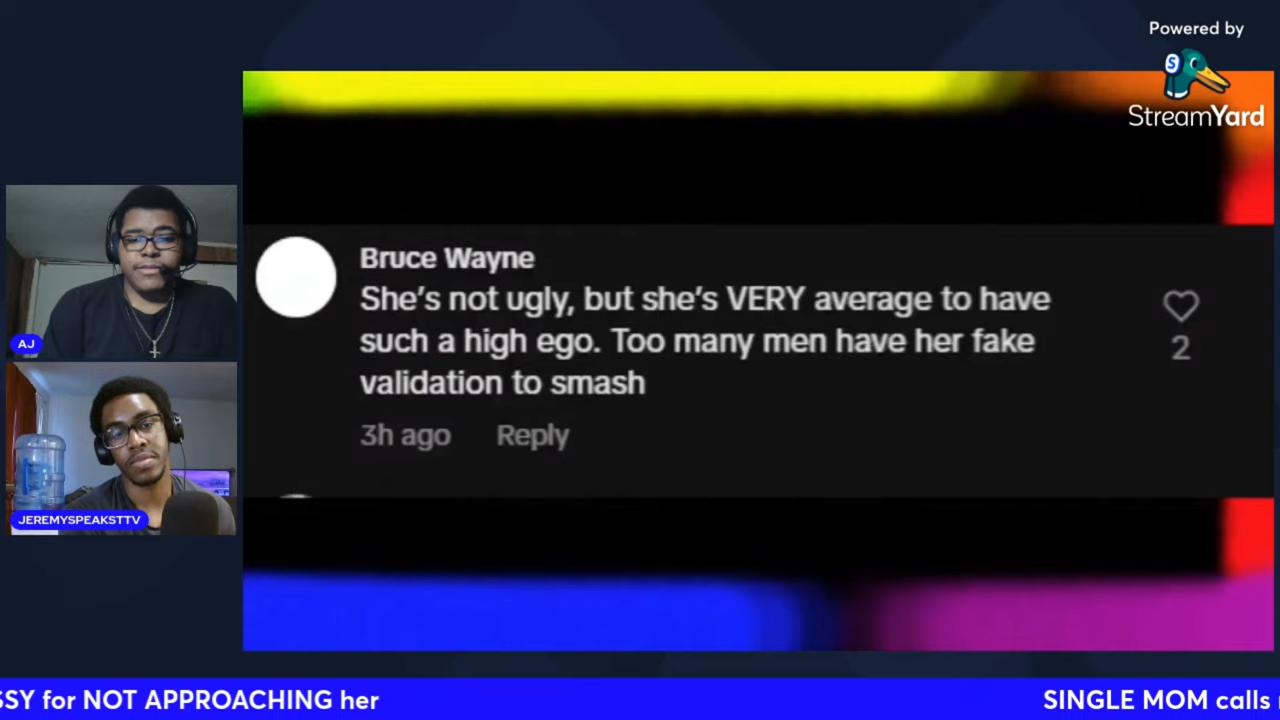 Powered by
StreamYard
Bruce Wayne
She's not ugly, but she's VERY average to have
such a high ego. Too many men have her fake
validation to smash
2
3h ago Reply
AJ
JEREMYSPEAKSTTV
SSY for NOT APPROACHING her SINGLE MOM calls